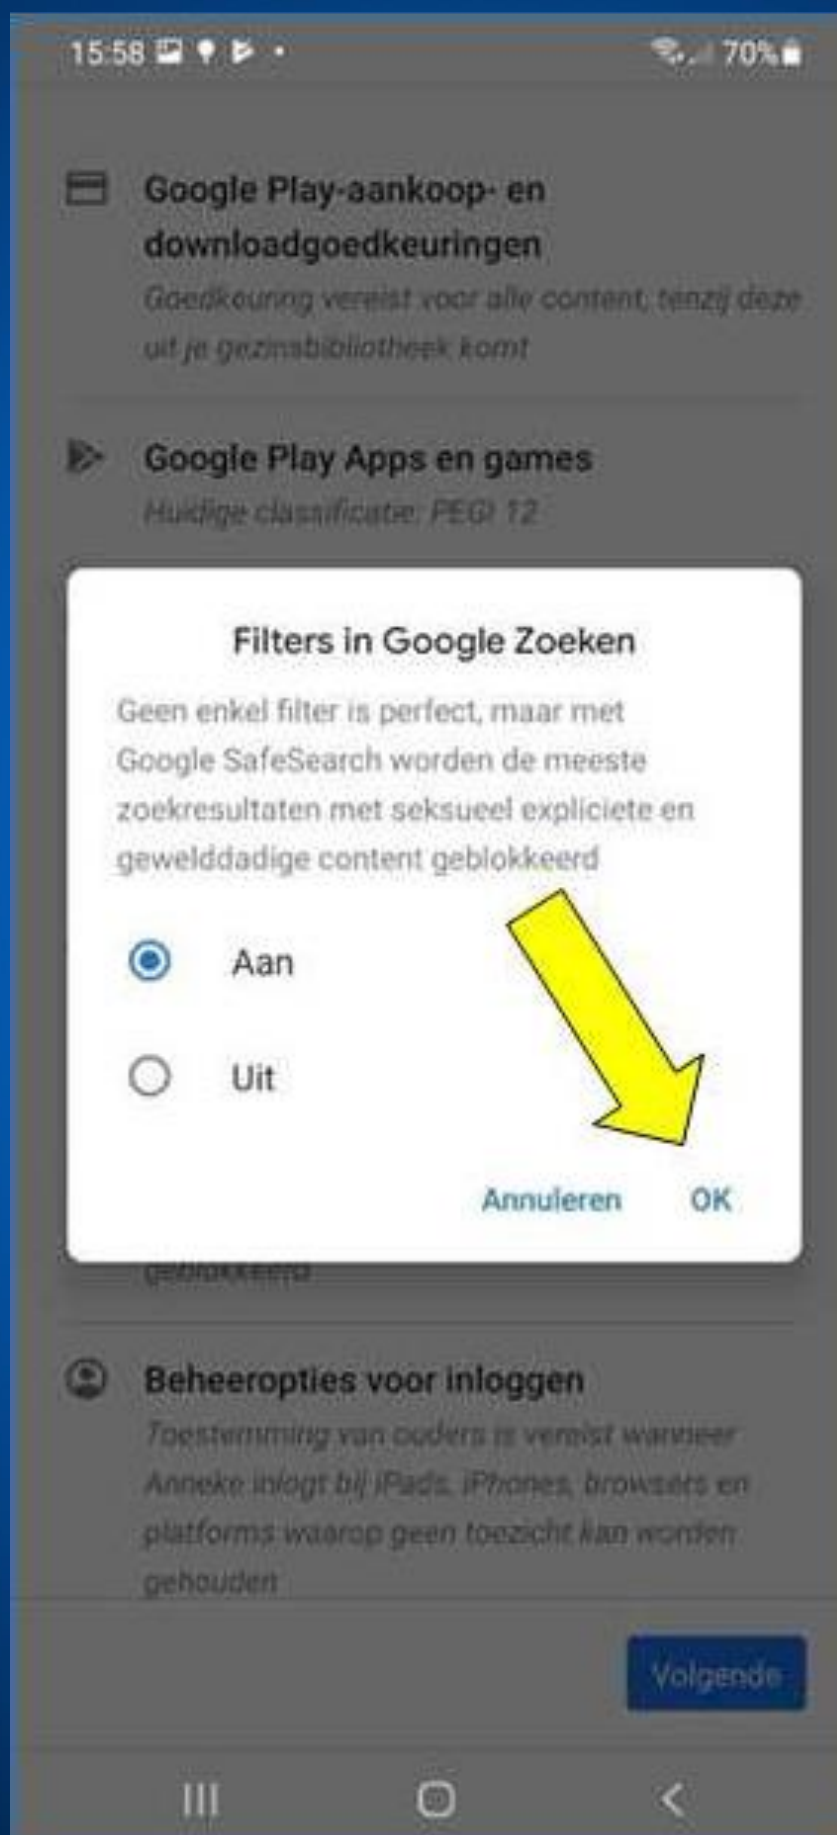 15:58
70%
Google Play-aankoop- en
downloadgoedkeuringen
Goedkeuring vereist voor alle content, tenzij deze
uit je gezinsbibliotheek komt
Google Play Apps en games
Huidige classificatie: PEGI 12
Filters in Google Zoeken
Geen enkel filter is perfect, maar met
Google SafeSearch worden de meeste
zoekresultaten met seksueel expliciete en
gewelddadige content geblokkeerd
Aan
Uit
Annuleren OK
geblokkeerd
Beheeropties voor inloggen
Toestemming van ouders is vereist wanneer
Anneke inlogt bij iPads, iPhones, browsers en
platforms waarop geen toezicht kan worden
gehouden
Volgende